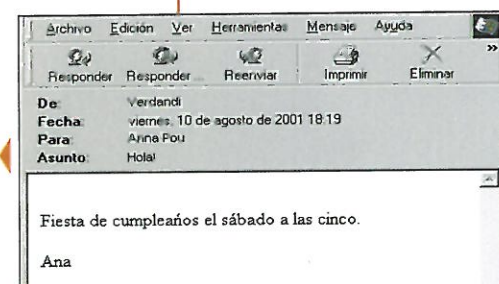 Archivo Edición Ver Herramientas Mensaje Ayuda
Responder Responder... Reenviar Imprimir Eliminar »
De: Verdandi
Fecha: viernes, 10 de agosto de 2001 18:19
Para: Anna Pou
Asunto: Hola!
Fiesta de cumpleaños el sábado a las cinco.
Ana